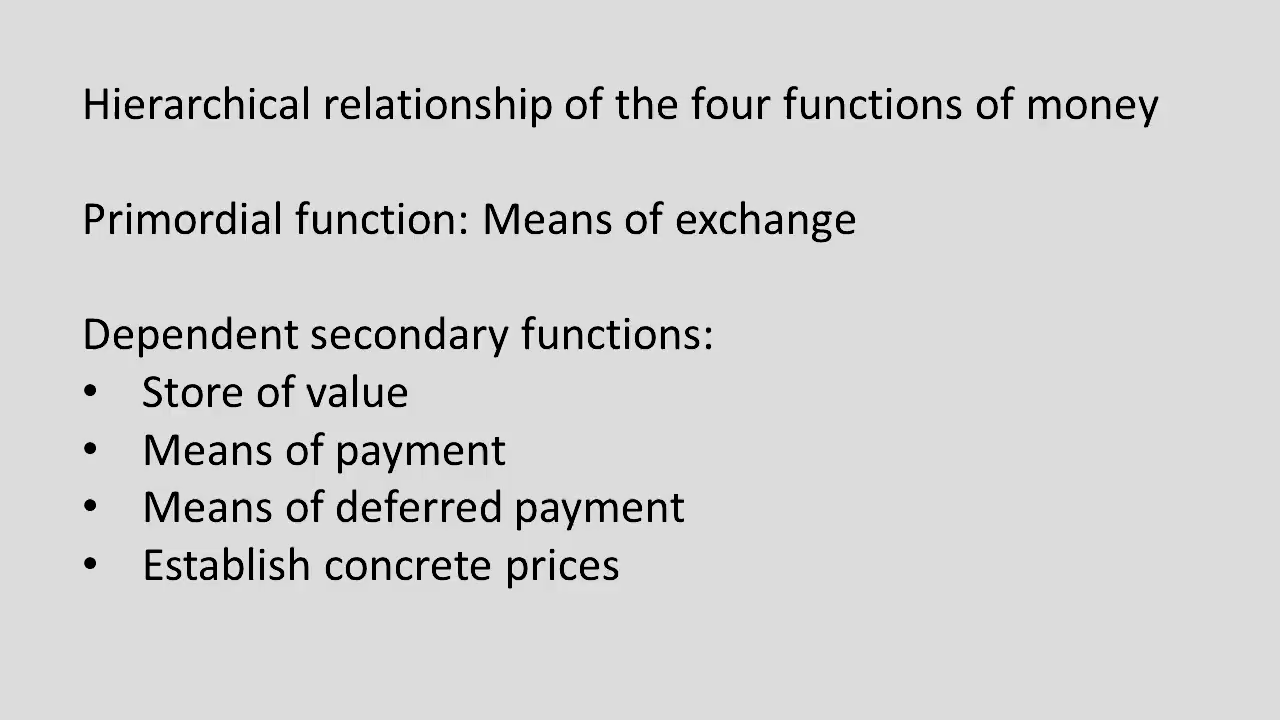 Hierarchical relationship of the four functions of money
Primordial function: Means of exchange
Dependent secondary functions:
• Store of value
• Means of payment
• Means of deferred payment
• Establish concrete prices